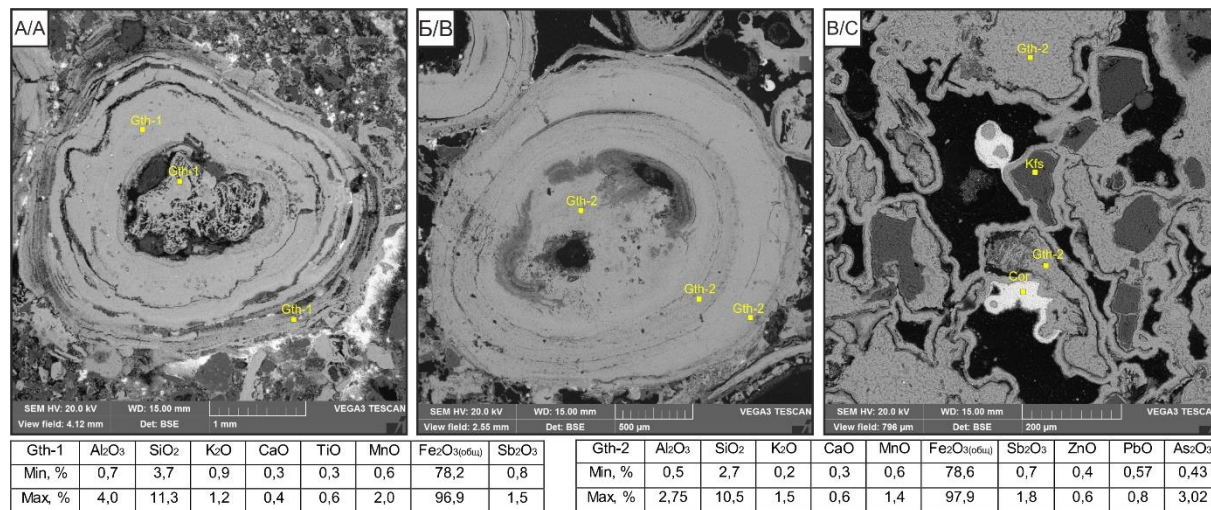 A/A
Gth-1
Gth-1
Gth-1
SEM HV: 20.0 kV WD: 15.00 mm VEGA3 TESCAN
View field: 4.12 mm Det: BSE 1 mm
Б/B
Gth-2
Gth-2
Gth-2
SEM HV: 20.0 kV WD: 15.00 mm VEGA3 TESCAN
View field: 2.55 mm Det: BSE 500 µm
В/C
Gth-2
Kfs
Gth-2
Cor
SEM HV: 20.0 kV WD: 15.00 mm VEGA3 TESCAN
View field: 796 µm Det: BSE 200 µm
Gth-1 Al₂O₃ SiO₂ K₂O CaO TiO MnO Fe₂O₃(общ) Sb₂O₃
Min, % 0,7 3,7 0,9 0,3 0,3 0,6 78,2 0,8
Max, % 4,0 11,3 1,2 0,4 0,6 2,0 96,9 1,5
Gth-2 Al₂O₃ SiO₂ K₂O CaO MnO Fe₂O₃(общ) Sb₂O₃ ZnO PbO As₂O₃
Min, % 0,5 2,7 0,2 0,3 0,6 78,6 0,7 0,4 0,57 0,43
Max, % 2,75 10,5 1,5 0,6 1,4 97,9 1,8 0,6 0,8 3,02